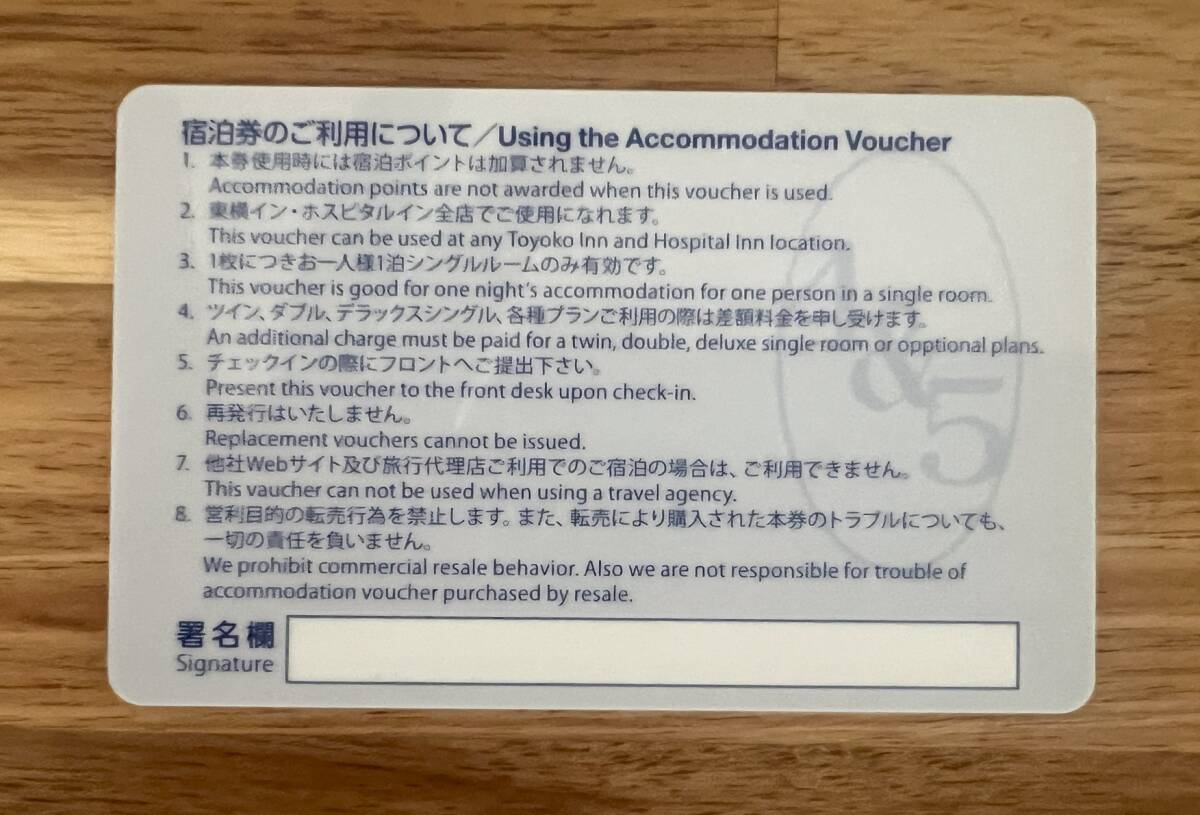 宿泊券のご利用について／Using the Accommodation Voucher
1. 本券使用時には宿泊ポイントは加算されません。
Accommodation points are not awarded when this voucher is used.
2. 東横イン・ホスピタルイン全店でご使用になれます。
This voucher can be used at any Toyoko Inn and Hospital Inn location.
3. 1枚につきお一人様1泊シングルルームのみ有効です。
This voucher is good for one night's accommodation for one person in a single room.
4. ツイン、ダブル、デラックスシングル、各種プランご利用の際は差額料金を申し受けます。
An additional charge must be paid for a twin, double, deluxe single room or opptional plans.
5. チェックインの際にフロントへご提出下さい。
Present this voucher to the front desk upon check-in.
6. 再発行はいたしません。
Replacement vouchers cannot be issued.
7. 他社Webサイト及び旅行代理店ご利用でのご宿泊の場合は、ご利用できません。
This vaucher can not be used when using a travel agency.
8. 営利目的の転売行為を禁止します。また、転売により購入された本券のトラブルについても、
一切の責任を負いません。
We prohibit commercial resale behavior. Also we are not responsible for trouble of
accommodation voucher purchased by resale.
署名欄
Signature